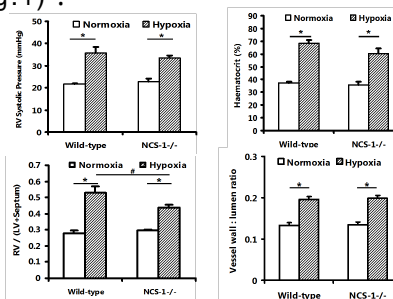 g.1) .
Normoxia Hypoxia
RV Systolic Pressure (mmHg)
50
40
30
20
10
0
* *
Wild-type NCS-1-/-
Normoxia Hypoxia
Haematocrit (%)
90
80
70
60
50
40
30
20
10
0
* *
Wild-type NCS-1-/-
Normoxia Hypoxia
RV / (LV+Septum)
0.7
0.6
0.5
0.4
0.3
0.2
0.1
0
#
* *
Wild-type NCS-1-/-
Normoxia Hypoxia
Vessel wall : lumen ratio
0.3
0.2
0.1
0
* *
Wild-type NCS-1-/-